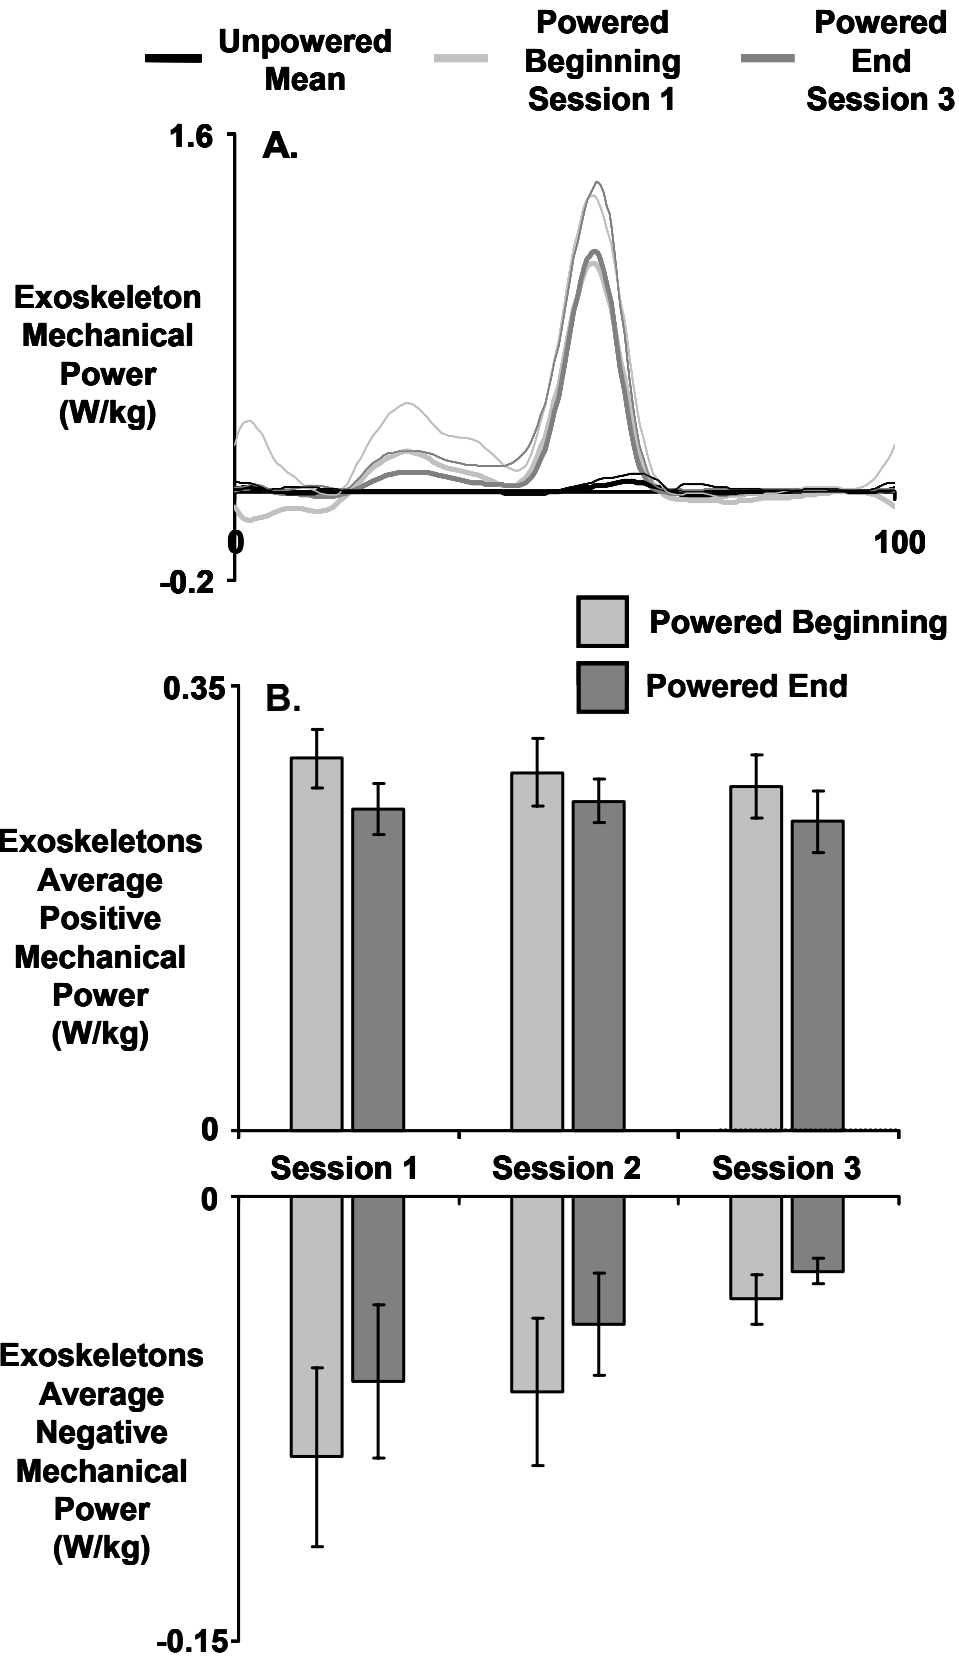 Unpowered
Mean
Powered
Beginning
Session 1
Powered
End
Session 3
1.6
A.
Exoskeleton
Mechanical
Power
(W/kg)
0
100
-0.2
Powered Beginning
Powered End
0.35
B.
Exoskeletons
Average
Positive
Mechanical
Power
(W/kg)
0
Session 1
Session 2
Session 3
0
Exoskeletons
Average
Negative
Mechanical
Power
(W/kg)
-0.15